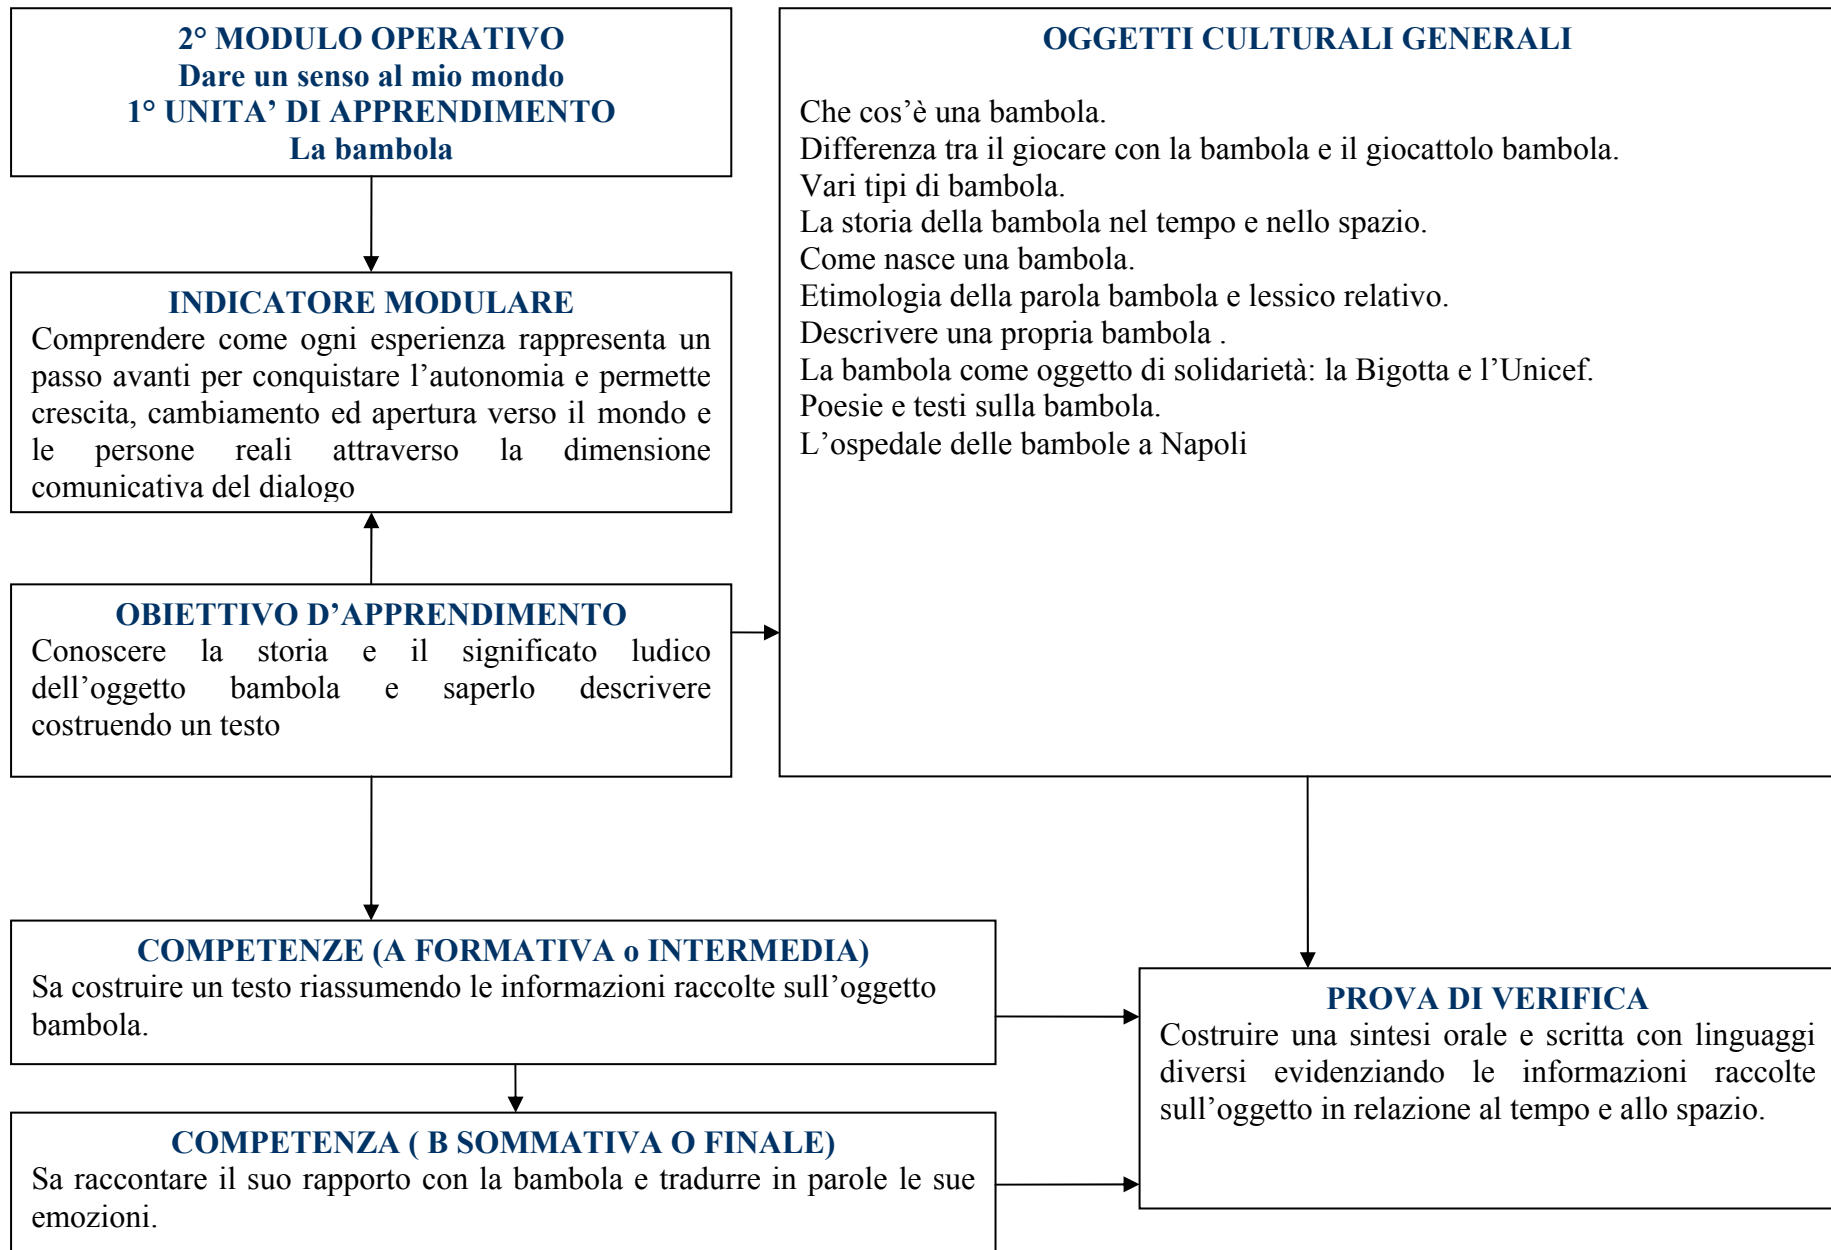 2° MODULO OPERATIVO
Dare un senso al mio mondo
1° UNITA’ DI APPRENDIMENTO
La bambola
INDICATORE MODULARE
Comprendere come ogni esperienza rappresenta un
passo avanti per conquistare l’autonomia e permette
crescita, cambiamento ed apertura verso il mondo e
le persone reali attraverso la dimensione
comunicativa del dialogo
OBIETTIVO D’APPRENDIMENTO
Conoscere la storia e il significato ludico
dell’oggetto bambola e saperlo descrivere
costruendo un testo
OGGETTI CULTURALI GENERALI
Che cos’è una bambola.
Differenza tra il giocare con la bambola e il giocattolo bambola.
Vari tipi di bambola.
La storia della bambola nel tempo e nello spazio.
Come nasce una bambola.
Etimologia della parola bambola e lessico relativo.
Descrivere una propria bambola .
La bambola come oggetto di solidarietà: la Bigotta e l’Unicef.
Poesie e testi sulla bambola.
L’ospedale delle bambole a Napoli
COMPETENZE (A FORMATIVA o INTERMEDIA)
Sa costruire un testo riassumendo le informazioni raccolte sull’oggetto
bambola.
COMPETENZA ( B SOMMATIVA O FINALE)
Sa raccontare il suo rapporto con la bambola e tradurre in parole le sue
emozioni.
PROVA DI VERIFICA
Costruire una sintesi orale e scritta con linguaggi
diversi evidenziando le informazioni raccolte
sull’oggetto in relazione al tempo e allo spazio.